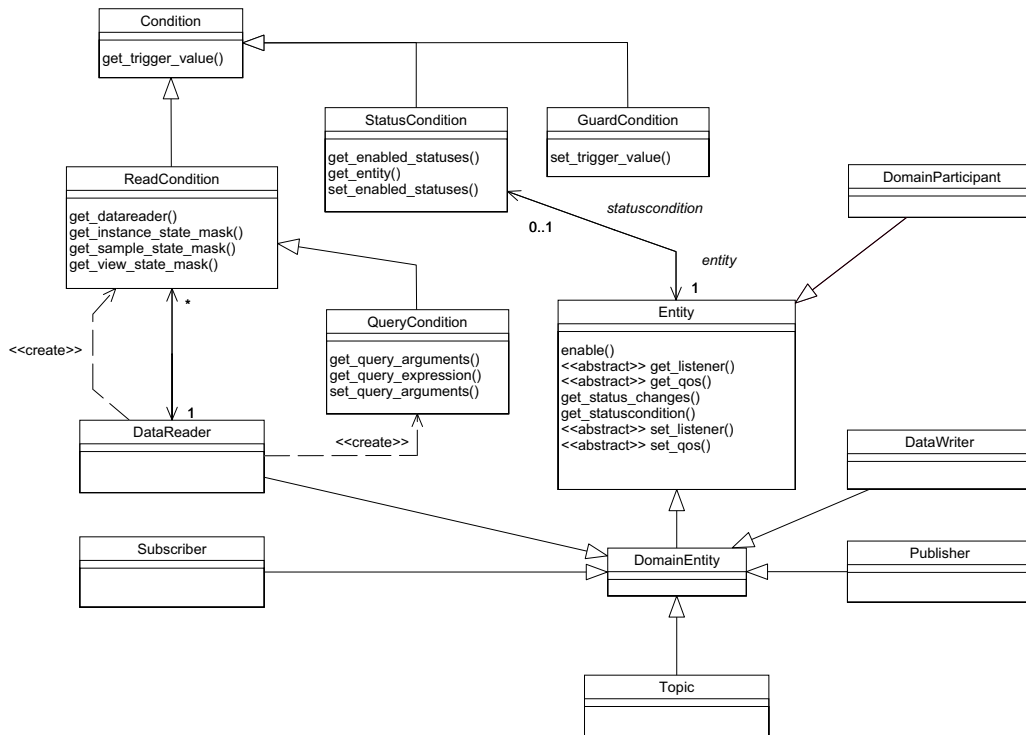 Condition
get_trigger_value()
StatusCondition
get_enabled_statuses()
get_entity()
set_enabled_statuses()
GuardCondition
set_trigger_value()
ReadCondition
get_datareader()
get_instance_state_mask()
get_sample_state_mask()
get_view_state_mask()
DomainParticipant
statuscondition
0..1
entity
1
*
<<create>>
QueryCondition
get_query_arguments()
get_query_expression()
set_query_arguments()
Entity
enable()
<<abstract>> get_listener()
<<abstract>> get_qos()
get_status_changes()
get_statuscondition()
<<abstract>> set_listener()
<<abstract>> set_qos()
1
DataReader
<<create>>
DataWriter
Subscriber
DomainEntity
Publisher
Topic